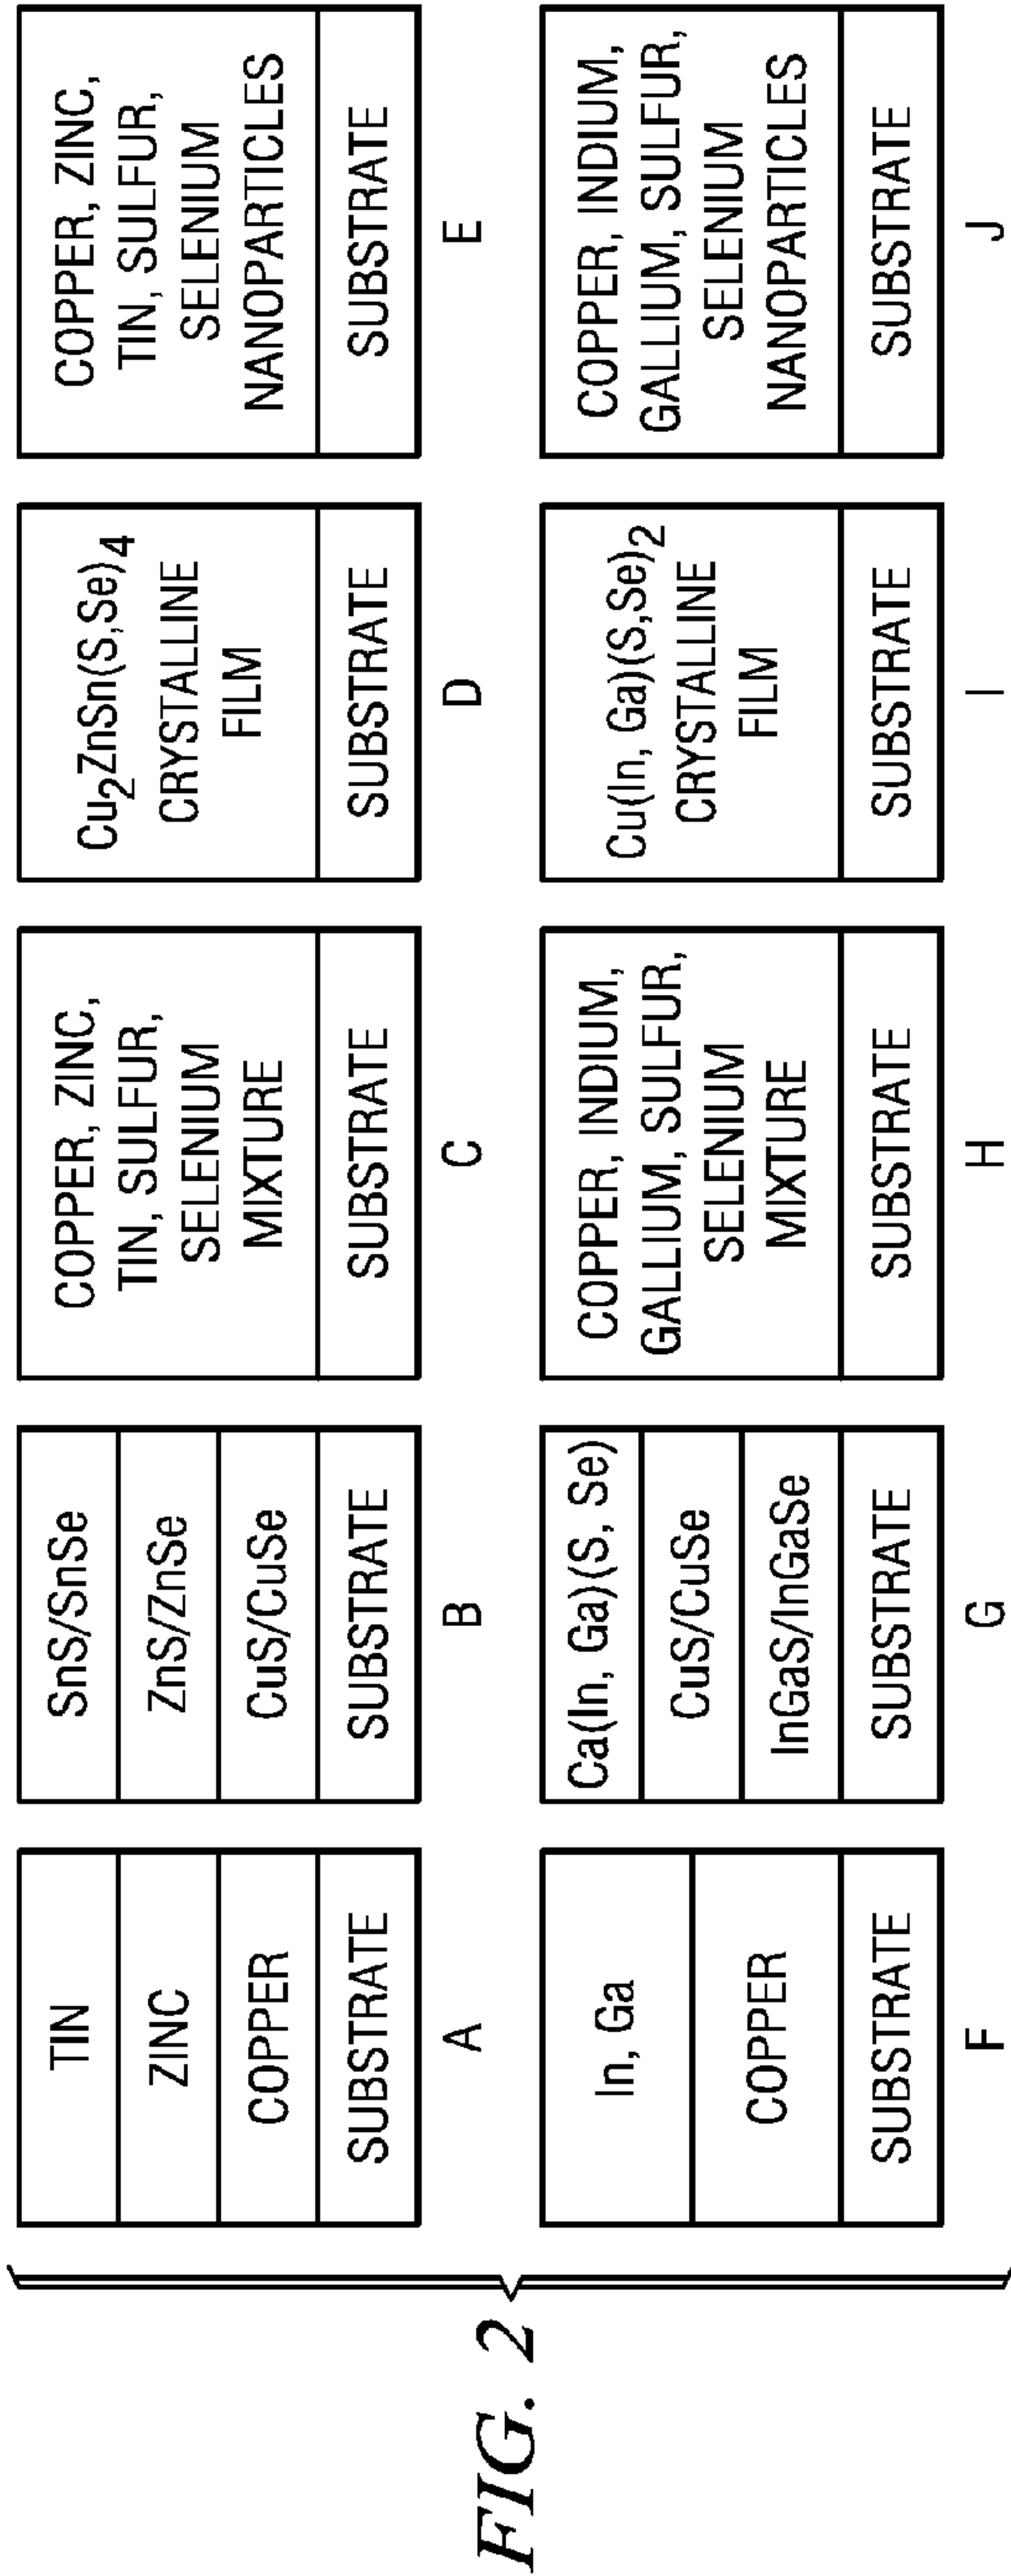 FIG. 2
TIN
ZINC
COPPER
SUBSTRATE
A
SnS/SnSe
ZnS/ZnSe
CuS/CuSe
SUBSTRATE
B
COPPER, ZINC,
TIN, SULFUR,
SELENIUM
MIXTURE
SUBSTRATE
C
Cu₂ZnSn(S,Se)₄
CRYSTALLINE
FILM
SUBSTRATE
D
COPPER, ZINC,
TIN, SULFUR,
SELENIUM
NANOPARTICLES
SUBSTRATE
E
In, Ga
COPPER
SUBSTRATE
F
Ca(In, Ga)(S, Se)
CuS/CuSe
InGaS/InGaSe
SUBSTRATE
G
COPPER, INDIUM,
GALLIUM, SULFUR,
SELENIUM
MIXTURE
SUBSTRATE
H
Cu(In, Ga)(S,Se)₂
CRYSTALLINE
FILM
SUBSTRATE
I
COPPER, INDIUM,
GALLIUM, SULFUR,
SELENIUM
NANOPARTICLES
SUBSTRATE
J